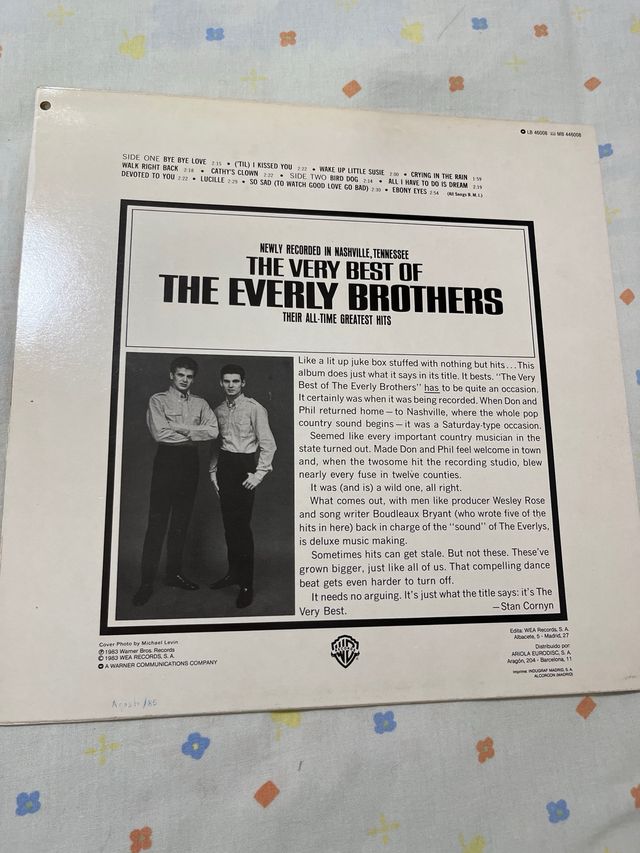 LB 46008 MB 446008
SIDE ONE BYE BYE LOVE 2:15 • ('TIL) I KISSED YOU 2:22 • WAKE UP LITTLE SUSIE 2:00 • CRYING IN THE RAIN 1:59
WALK RIGHT BACK 2:18 • CATHY'S CLOWN 2:22 • SIDE TWO BIRD DOG 2:14 • ALL I HAVE TO DO IS DREAM 2:19
DEVOTED TO YOU 2:22 • LUCILLE 2:29 • SO SAD (TO WATCH GOOD LOVE GO BAD) 2:30 • EBONY EYES 2:54 (All Songs B.M.I.)
NEWLY RECORDED IN NASHVILLE, TENNESSEE
THE VERY BEST OF
THE EVERLY BROTHERS
THEIR ALL-TIME GREATEST HITS
Like a lit up juke box stuffed with nothing but hits...This
album does just what it says in its title. It bests. "The Very
Best of The Everly Brothers" has to be quite an occasion.
It certainly was when it was being recorded. When Don and
Phil returned home — to Nashville, where the whole pop
country sound begins — it was a Saturday-type occasion.
Seemed like every important country musician in the
state turned out. Made Don and Phil feel welcome in town
and, when the twosome hit the recording studio, blew
nearly every fuse in twelve counties.
It was (and is) a wild one, all right.
What comes out, with men like producer Wesley Rose
and song writer Boudleaux Bryant (who wrote five of the
hits in here) back in charge of the "sound" of The Everlys,
is deluxe music making.
Sometimes hits can get stale. But not these. These've
grown bigger, just like all of us. That compelling dance
beat gets even harder to turn off.
It needs no arguing. It's just what the title says: it's The
Very Best. —Stan Cornyn
Cover Photo by Michael Levin
Ⓟ 1983 Warner Bros. Records
© 1983 WEA RECORDS, S. A.
A WARNER COMMUNICATIONS COMPANY
Edita: WEA Records, S. A.
Albacete, 5 - Madrid, 27
Distribuido por:
ARIOLA EURODISC, S. A.
Aragón, 204 - Barcelona, 11
Imprime: INDUGRAF MADRID, S. A.
ALCORCON (MADRID)